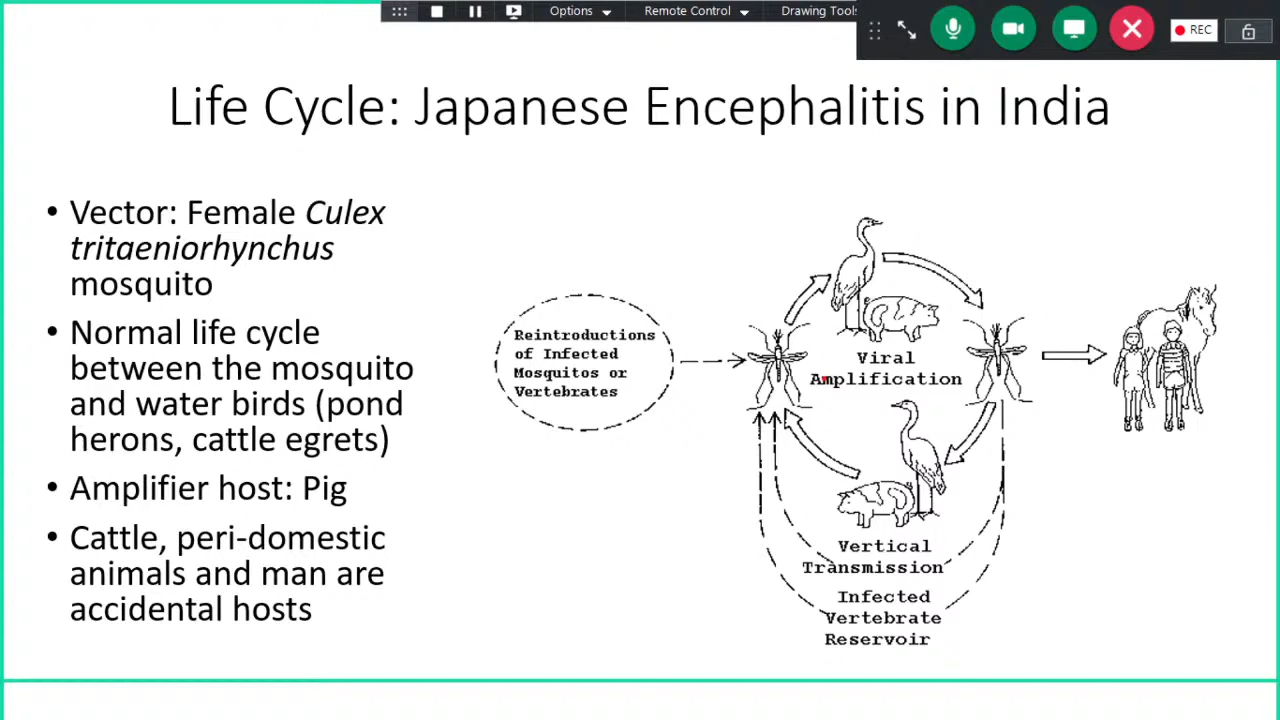 Options
Remote Control
Drawing Tools
REC
Life Cycle: Japanese Encephalitis in India
• Vector: Female Culex
tritaeniorhynchus
mosquito
• Normal life cycle
between the mosquito
and water birds (pond
herons, cattle egrets)
• Amplifier host: Pig
• Cattle, peri-domestic
animals and man are
accidental hosts
Reintroductions
of Infected
Mosquitos or
Vertebrates
Viral
Amplification
Vertical
Transmission
Infected
Vertebrate
Reservoir